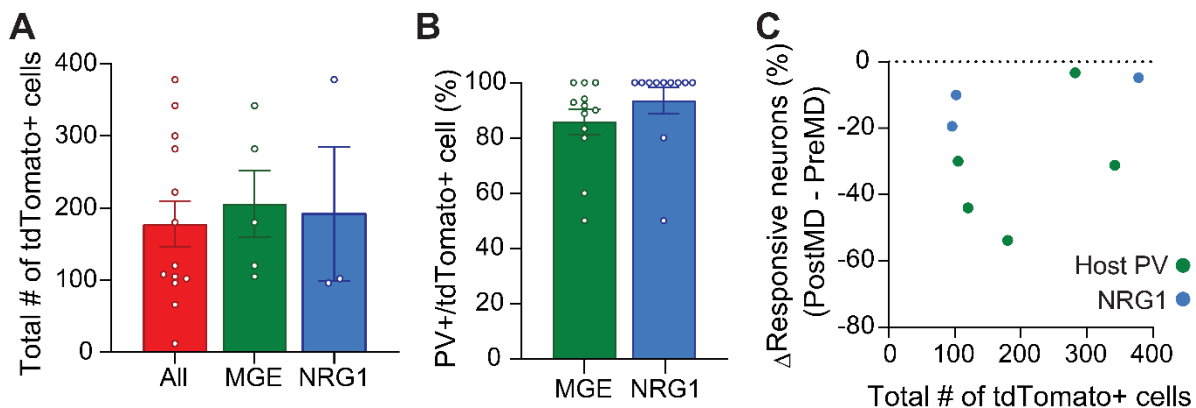 A
Total # of tdTomato+ cells
400
300
200
100
0
All MGE NRG1
B
PV+/tdTomato+ cell (%)
100
80
60
40
20
0
MGE NRG1
C
ΔResponsive neurons (%)
(PostMD - PreMD)
0
-20
-40
-60
-80
Host PV
NRG1
0 100 200 300 400
Total # of tdTomato+ cells